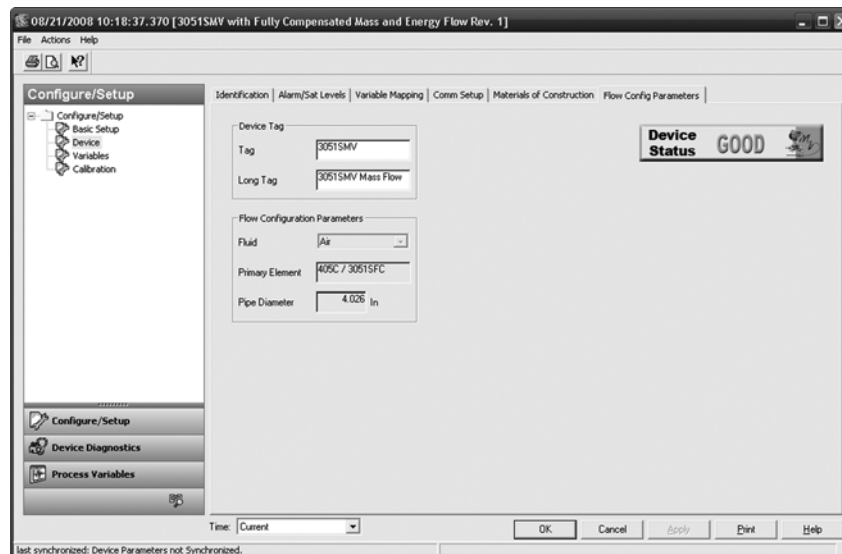 08/21/2008 10:18:37.370 [3051SMV with Fully Compensated Mass and Energy Flow Rev. 1]
File Actions Help
Configure/Setup
Configure/Setup
Basic Setup
Device
Variables
Calibration
Configure/Setup
Device Diagnostics
Process Variables
Identification | Alarm/Sat Levels | Variable Mapping | Comm Setup | Materials of Construction | Flow Config Parameters
Device Tag
Tag 3051SMV
Long Tag 3051SMV Mass Flow
Device Status GOOD
Flow Configuration Parameters
Fluid Air
Primary Element 405C / 3051SFC
Pipe Diameter 4.026 In
Time: Current
OK Cancel Apply Print Help
last synchronized: Device Parameters not Synchronized.